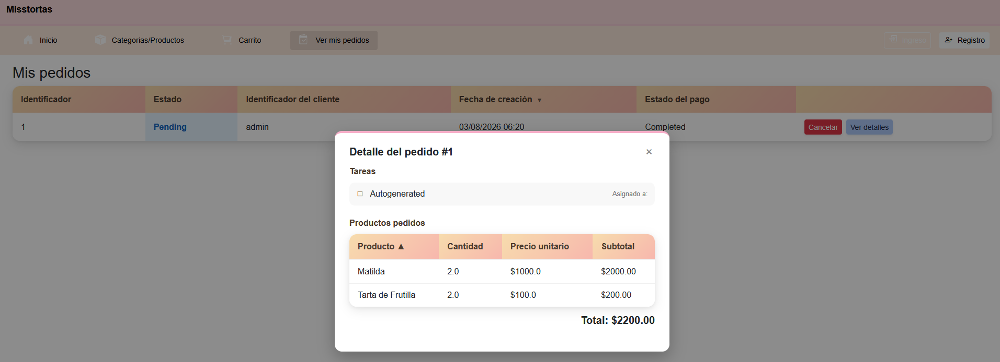 Misstortas
Inicio
Categorias/Productos
Carrito
Ver mis pedidos
Ingreso
Registro
Mis pedidos
Identificador Estado Identificador del cliente Fecha de creación ▼ Estado del pago
1 Pending admin 03/08/2026 06:20 Completed Cancelar Ver detalles
Detalle del pedido #1 ×
Tareas
☐ Autogenerated Asignado a:
Productos pedidos
Producto ▲ Cantidad Precio unitario Subtotal
Matilda 2.0 $1000.0 $2000.00
Tarta de Frutilla 2.0 $100.0 $200.00
Total: $2200.00